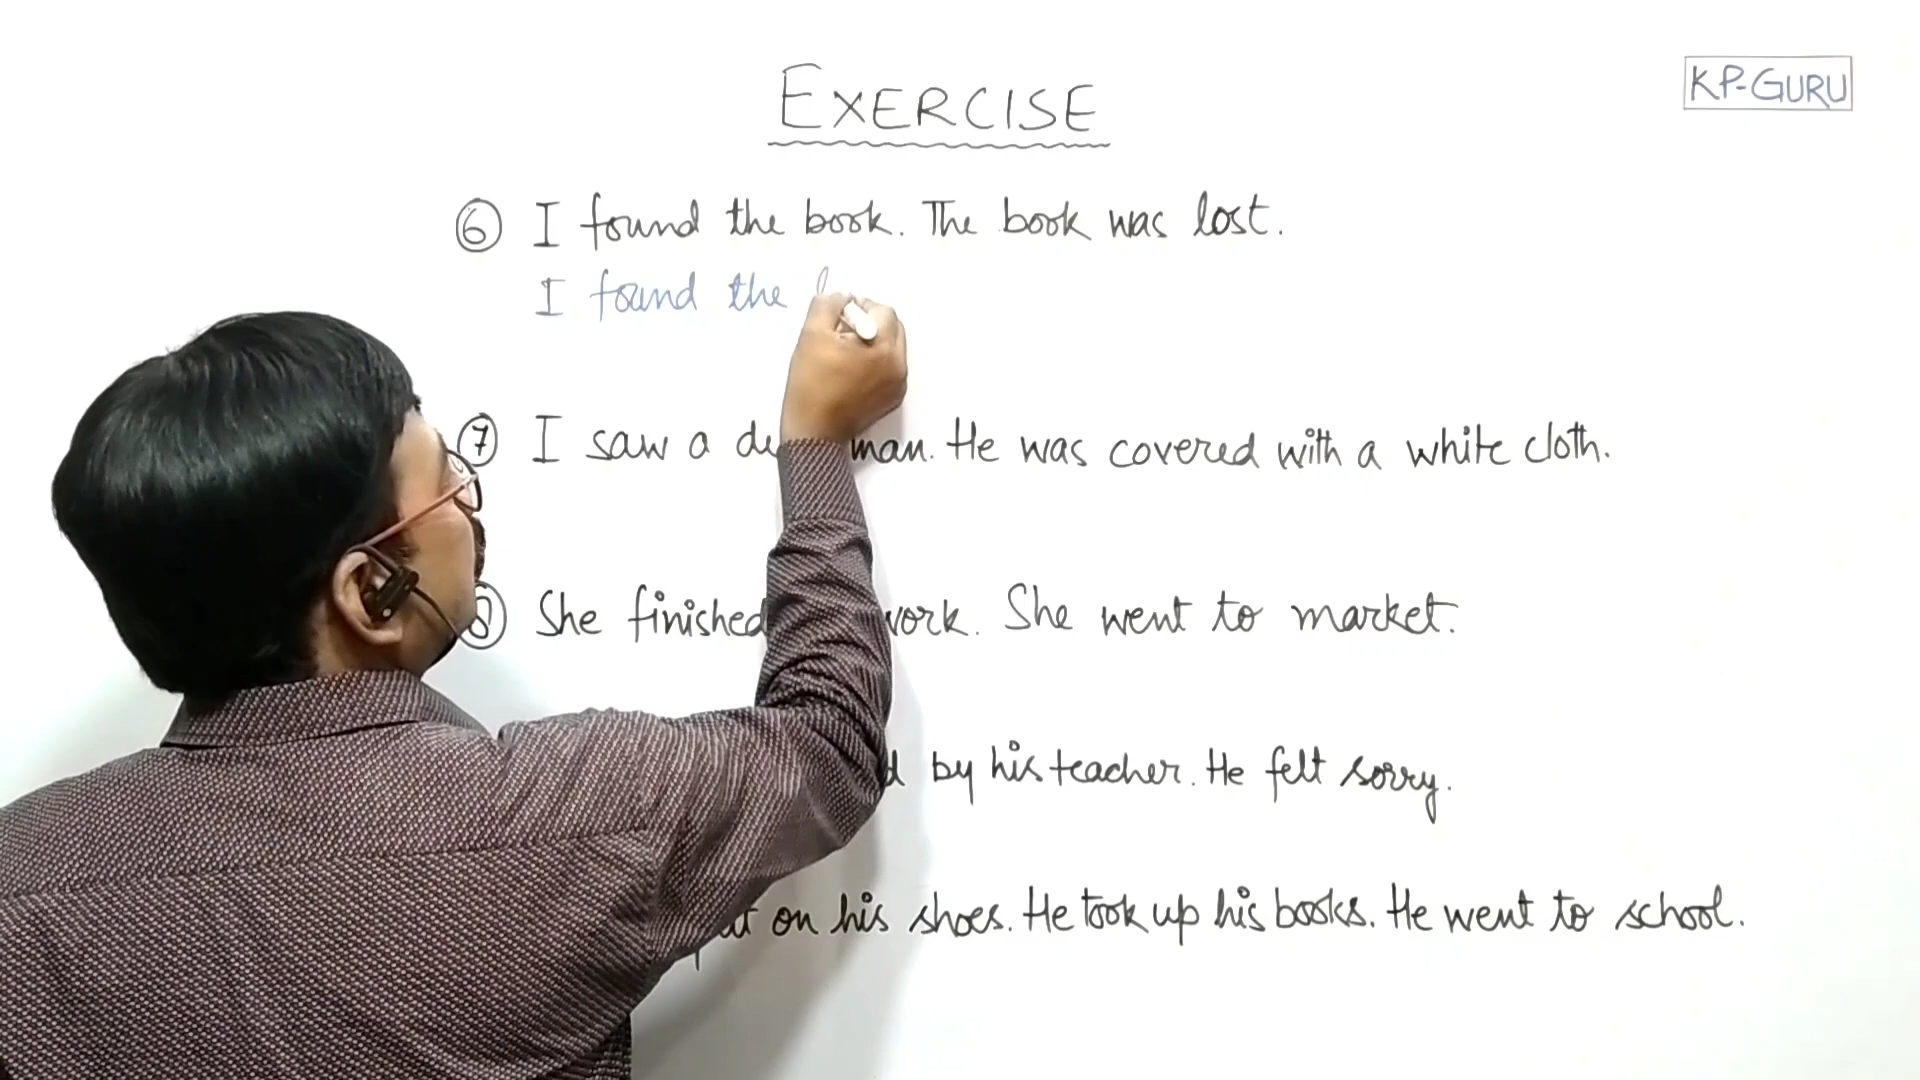 EXERCISE
KP-GURU
⑥ I found the book. The book was lost.
I found the
⑦ I saw a man. He was covered with a white cloth.
⑧ She finished work. She went to market.
by his teacher. He felt sorry.
on his shoes. He took up his books. He went to school.